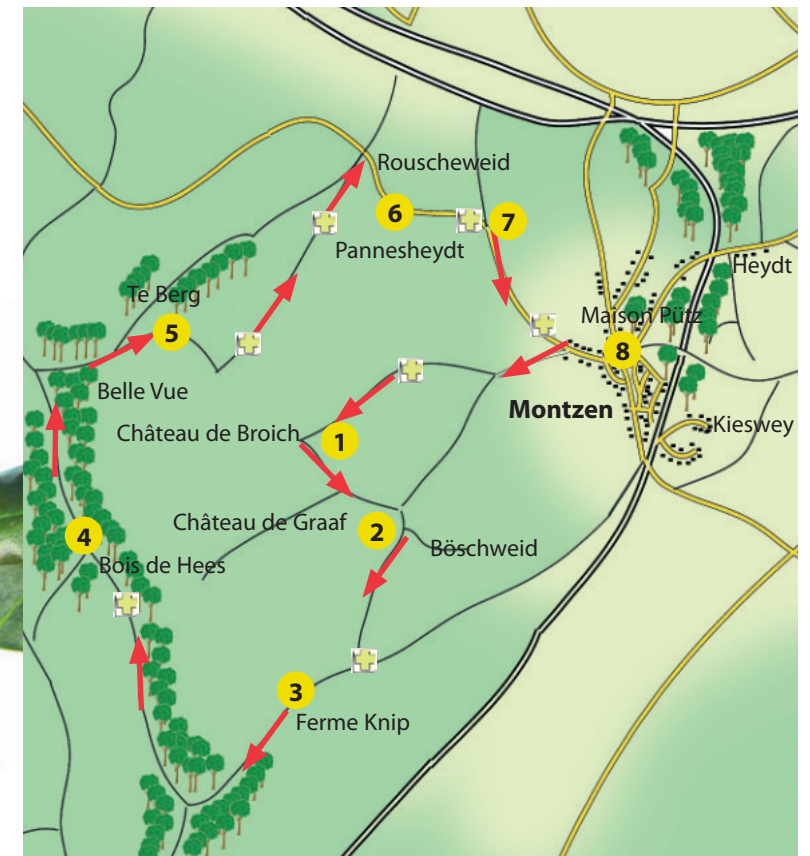 Rouscheweid
6
7
Pannesheydt
Heydt
Te Berg
Maison Pütz
5
8
Belle Vue
Montzen
Kieswey
Château de Broich
1
Château de Graaf
2
4
Böschweid
Bois de Hees
3
Ferme Knip